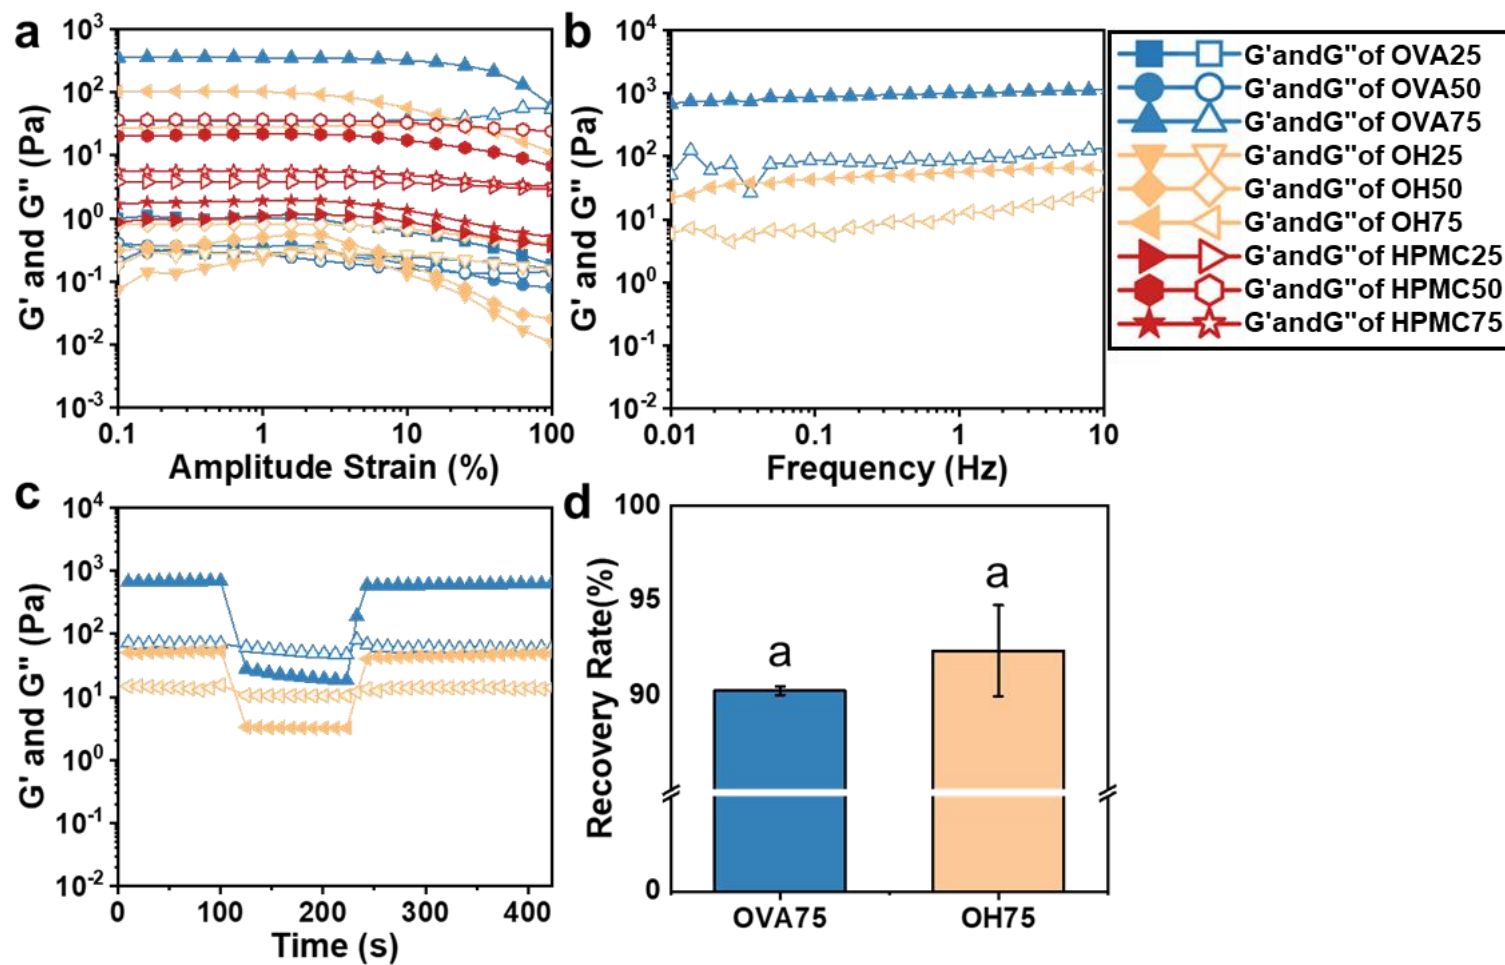 a
10³
10²
10¹
10⁰
10⁻¹
10⁻²
10⁻³
G' and G'' (Pa)
0.1 1 10 100
Amplitude Strain (%)
b
10⁴
10³
10²
10¹
10⁰
10⁻¹
10⁻²
G' and G'' (Pa)
0.01 0.1 1 10
Frequency (Hz)
G'andG''of OVA25
G'andG''of OVA50
G'andG''of OVA75
G'andG''of OH25
G'andG''of OH50
G'andG''of OH75
G'andG''of HPMC25
G'andG''of HPMC50
G'andG''of HPMC75
c
10⁴
10³
10²
10¹
10⁰
10⁻¹
10⁻²
G' and G'' (Pa)
0 100 200 300 400
Time (s)
d
100
95
90
0
Recovery Rate(%)
a
a
OVA75 OH75